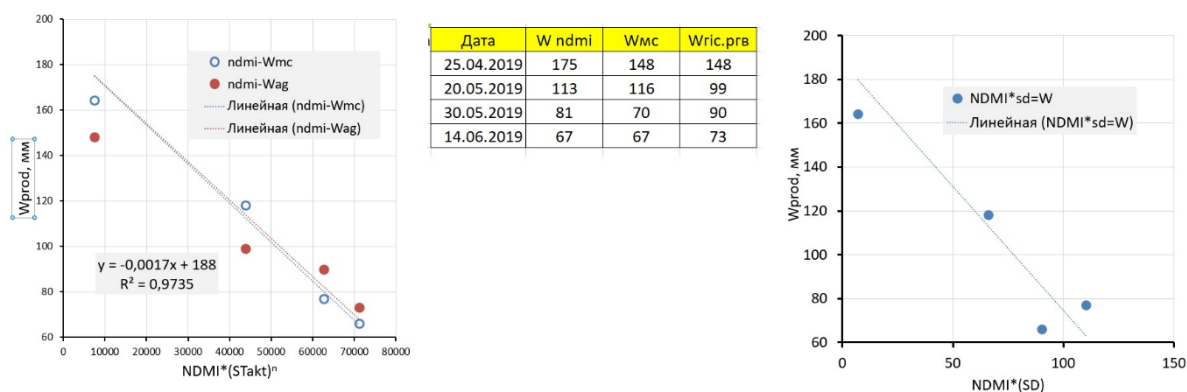 200
180
160
140
120
100
80
60
Wprod, мм
ndmi-Wmc
ndmi-Wag
Линейная (ndmi-Wmc)
Линейная (ndmi-Wag)
y = -0,0017x + 188
R² = 0,9735
0 10000 20000 30000 40000 50000 60000 70000 80000
NDMI*(STakt)ⁿ
Дата W ndmi Wмс Wгіс.ргв
25.04.2019 175 148 148
20.05.2019 113 116 99
30.05.2019 81 70 90
14.06.2019 67 67 73
200
180
160
140
120
100
80
60
Wprod, мм
NDMI*sd=W
Линейная (NDMI*sd=W)
0 50 100 150
NDMI*(SD)